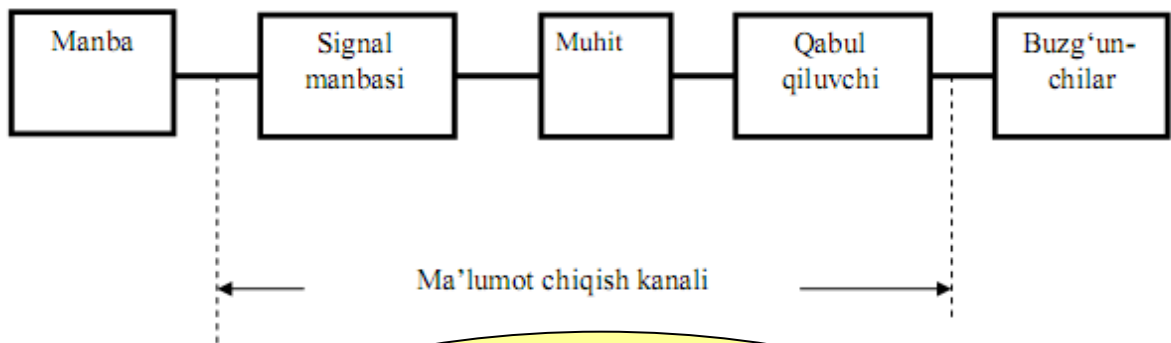 Manba
Signal
manbasi
Muhit
Qabul
qiluvchi
Buzg‘un-
chilar
Ma’lumot chiqish kanali